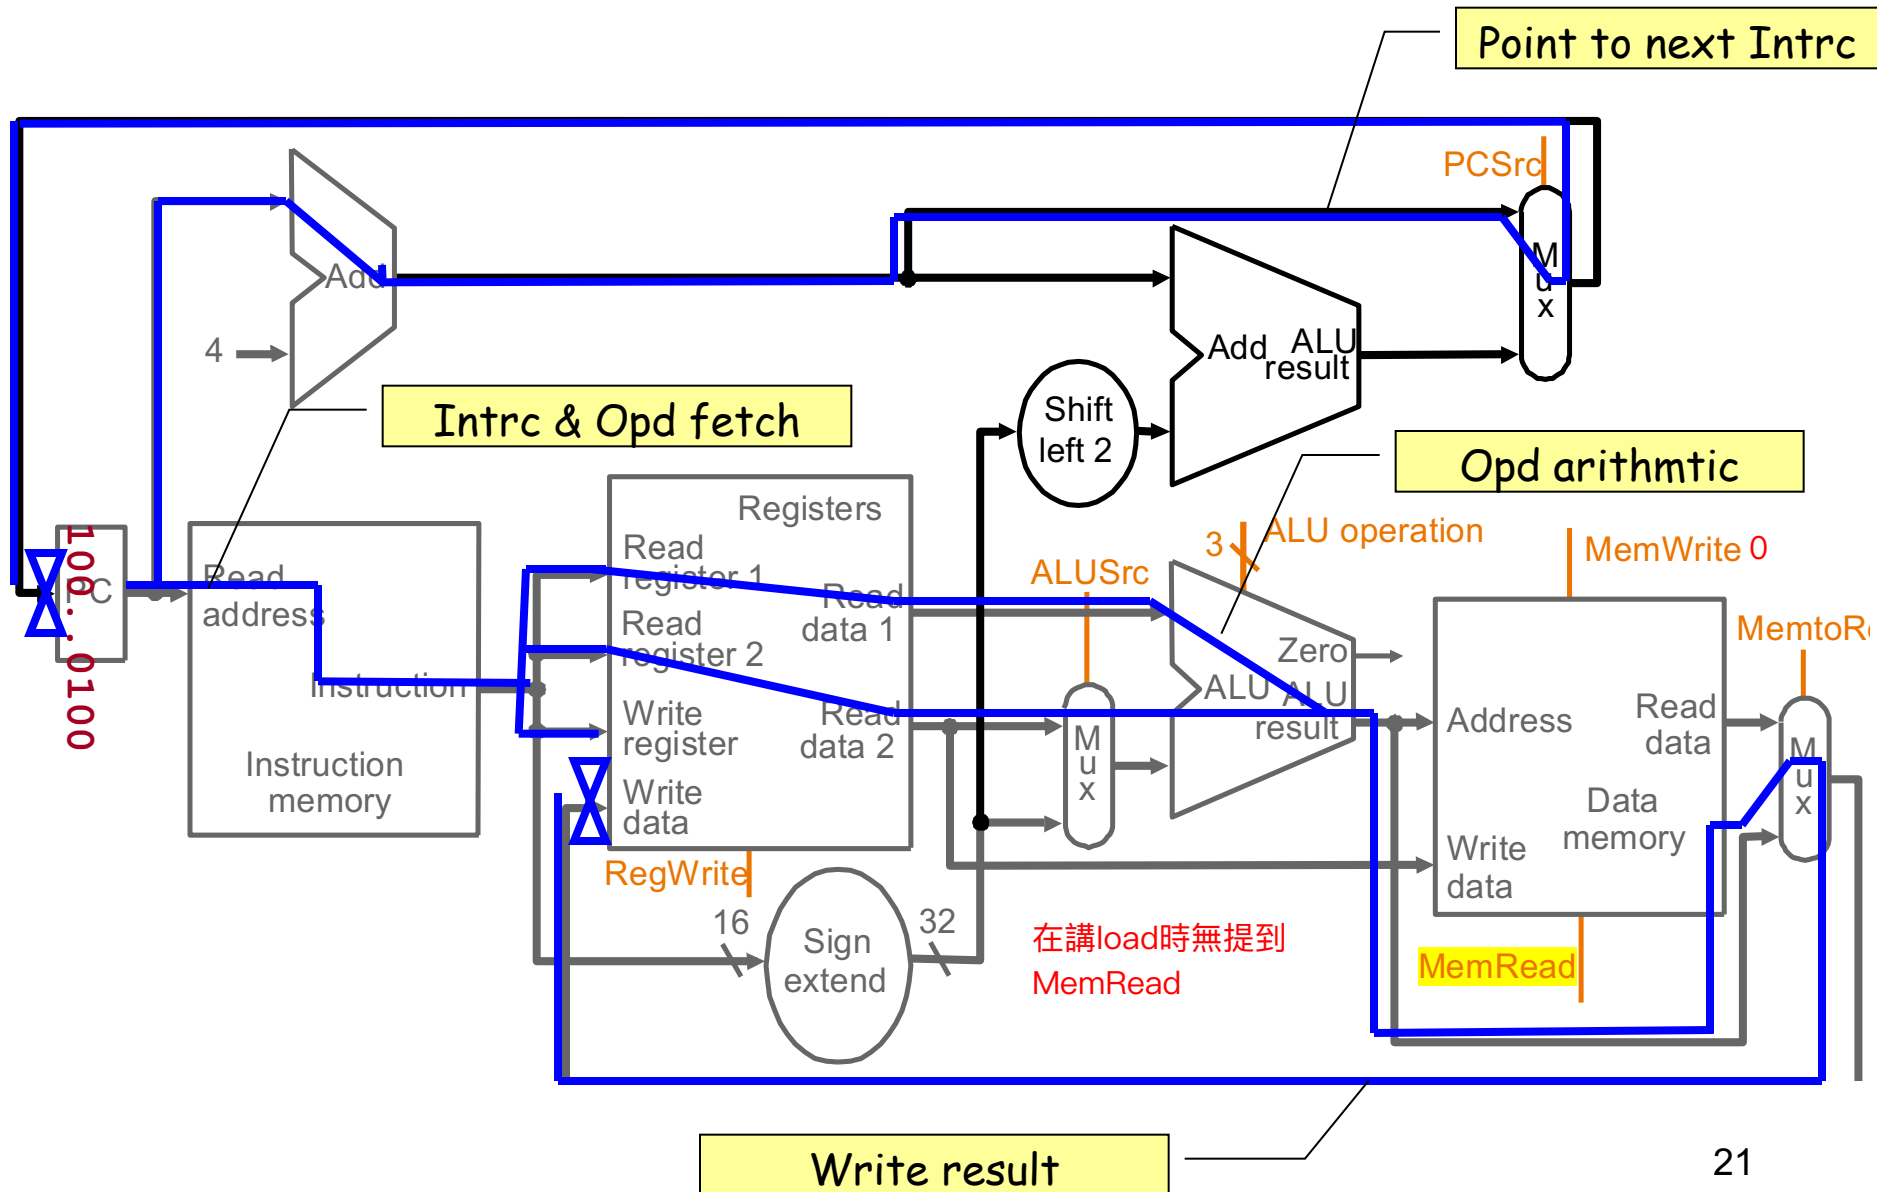 Point to next Intrc
PCSrc
M
u
x
Add
4
Add ALU
result
Shift
left 2
Intrc & Opd fetch
Opd arithmtic
Registers
ALU operation
3
MemWrite 0
100..0100
PC
Read
address
Instruction
Instruction
memory
Read
register 1
Read
register 2
Write
register
Write
data
Read
data 1
Read
data 2
RegWrite
ALUSrc
M
u
x
Zero
ALU ALU
result
Address
Read
data
Data
memory
Write
data
MemtoRe
M
u
x
16
Sign
extend
32
在講load時無提到
MemRead
MemRead
Write result
21